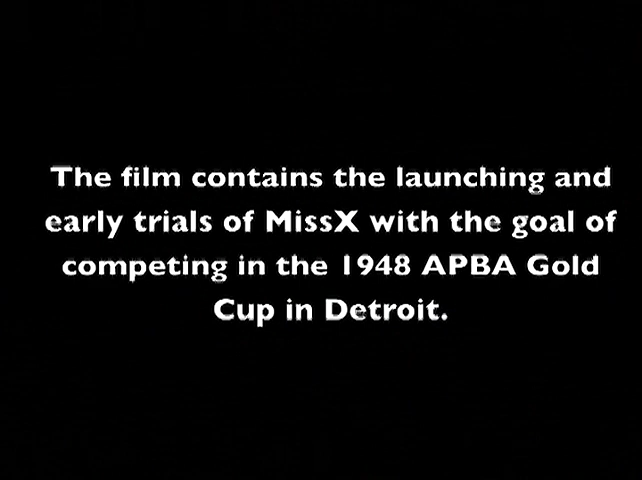 The film contains the launching and
early trials of MissX with the goal of
competing in the 1948 APBA Gold
Cup in Detroit.